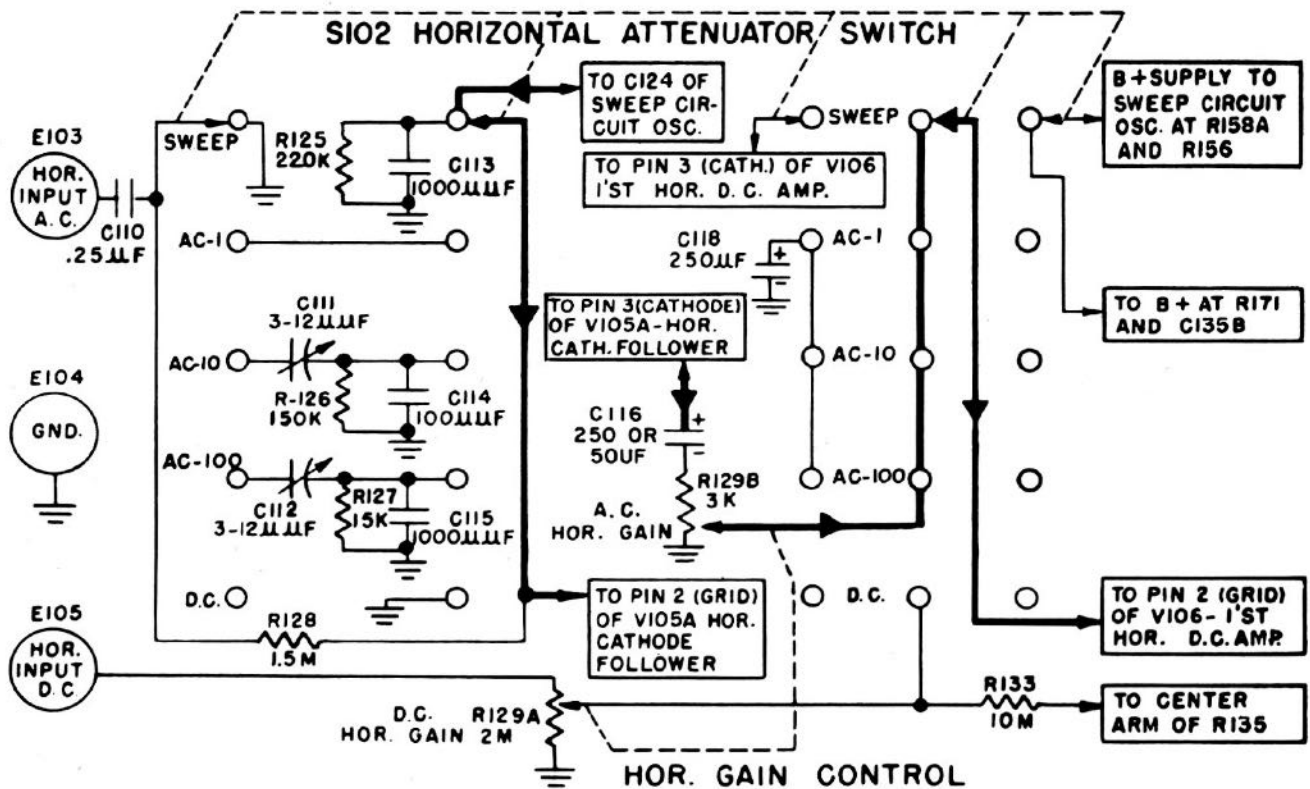 S102 HORIZONTAL ATTENUATOR SWITCH
E103
HOR.
INPUT
A.C.
C110
.25µµF
SWEEP
R125
220K
C113
1000µµF
TO C124 OF
SWEEP CIR-
CUIT OSC.
SWEEP
TO PIN 3 (CATH.) OF V106
1'ST HOR. D.C. AMP.
B+SUPPLY TO
SWEEP CIRCUIT
OSC. AT R158A
AND R156
AC-1
C118
250µF
+
-
AC-1
TO B+ AT R171
AND C135B
C111
3-12µµF
AC-10
R-126
150K
C114
100µµF
TO PIN 3(CATHODE)
OF V105A-HOR.
CATH. FOLLOWER
AC-10
E104
GND.
C116
250 OR
50UF
+
-
AC-100
C112
3-12µµF
R127
15K
C115
1000µµF
R129B
3K
A.C.
HOR. GAIN
AC-100
D.C.
R128
1.5M
TO PIN 2 (GRID)
OF V105A HOR.
CATHODE
FOLLOWER
D.C.
TO PIN 2 (GRID)
OF V106-1'ST
HOR. D.C.AMP.
E105
HOR.
INPUT
D.C.
D.C.
HOR. GAIN
R129A
2M
R133
10M
TO CENTER
ARM OF R135
HOR. GAIN CONTROL